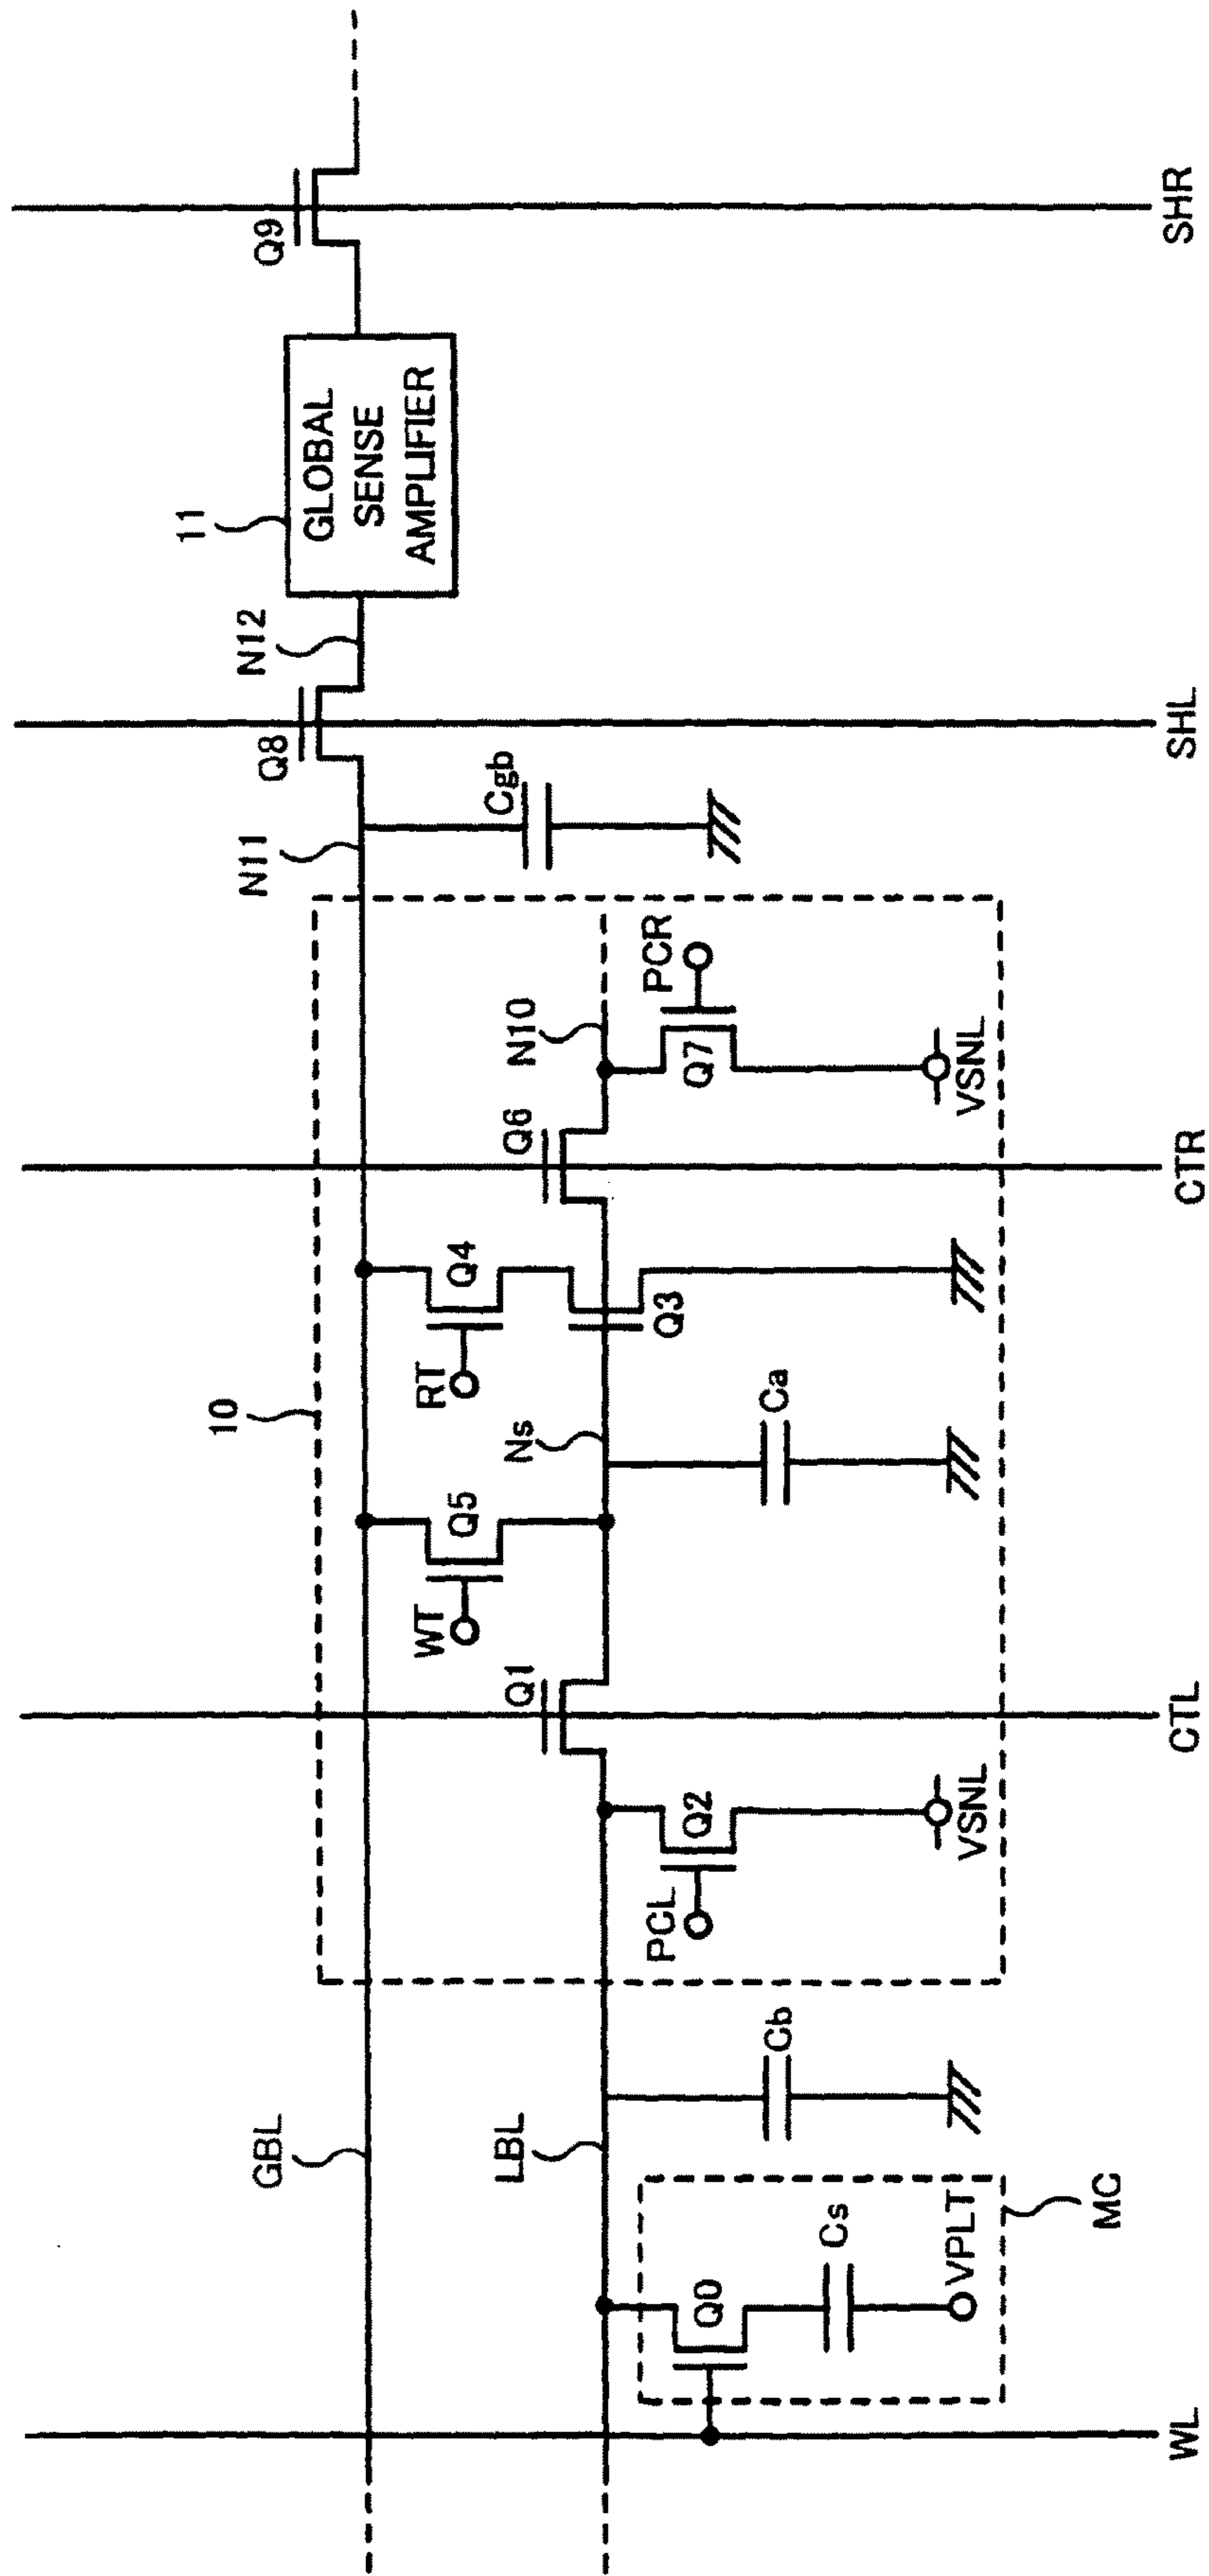 GBL
LBL
WL
Q0
Cs
VPLT
MC
Cb
10
PCL
Q2
VSNL
CTL
Q1
WT
Q5
Ns
Ca
RT
Q4
Q3
CTR
Q6
N10
Q7
PCR
VSNL
N11
Cgb
Q8
SHL
N12
11
GLOBAL
SENSE
AMPLIFIER
Q9
SHR